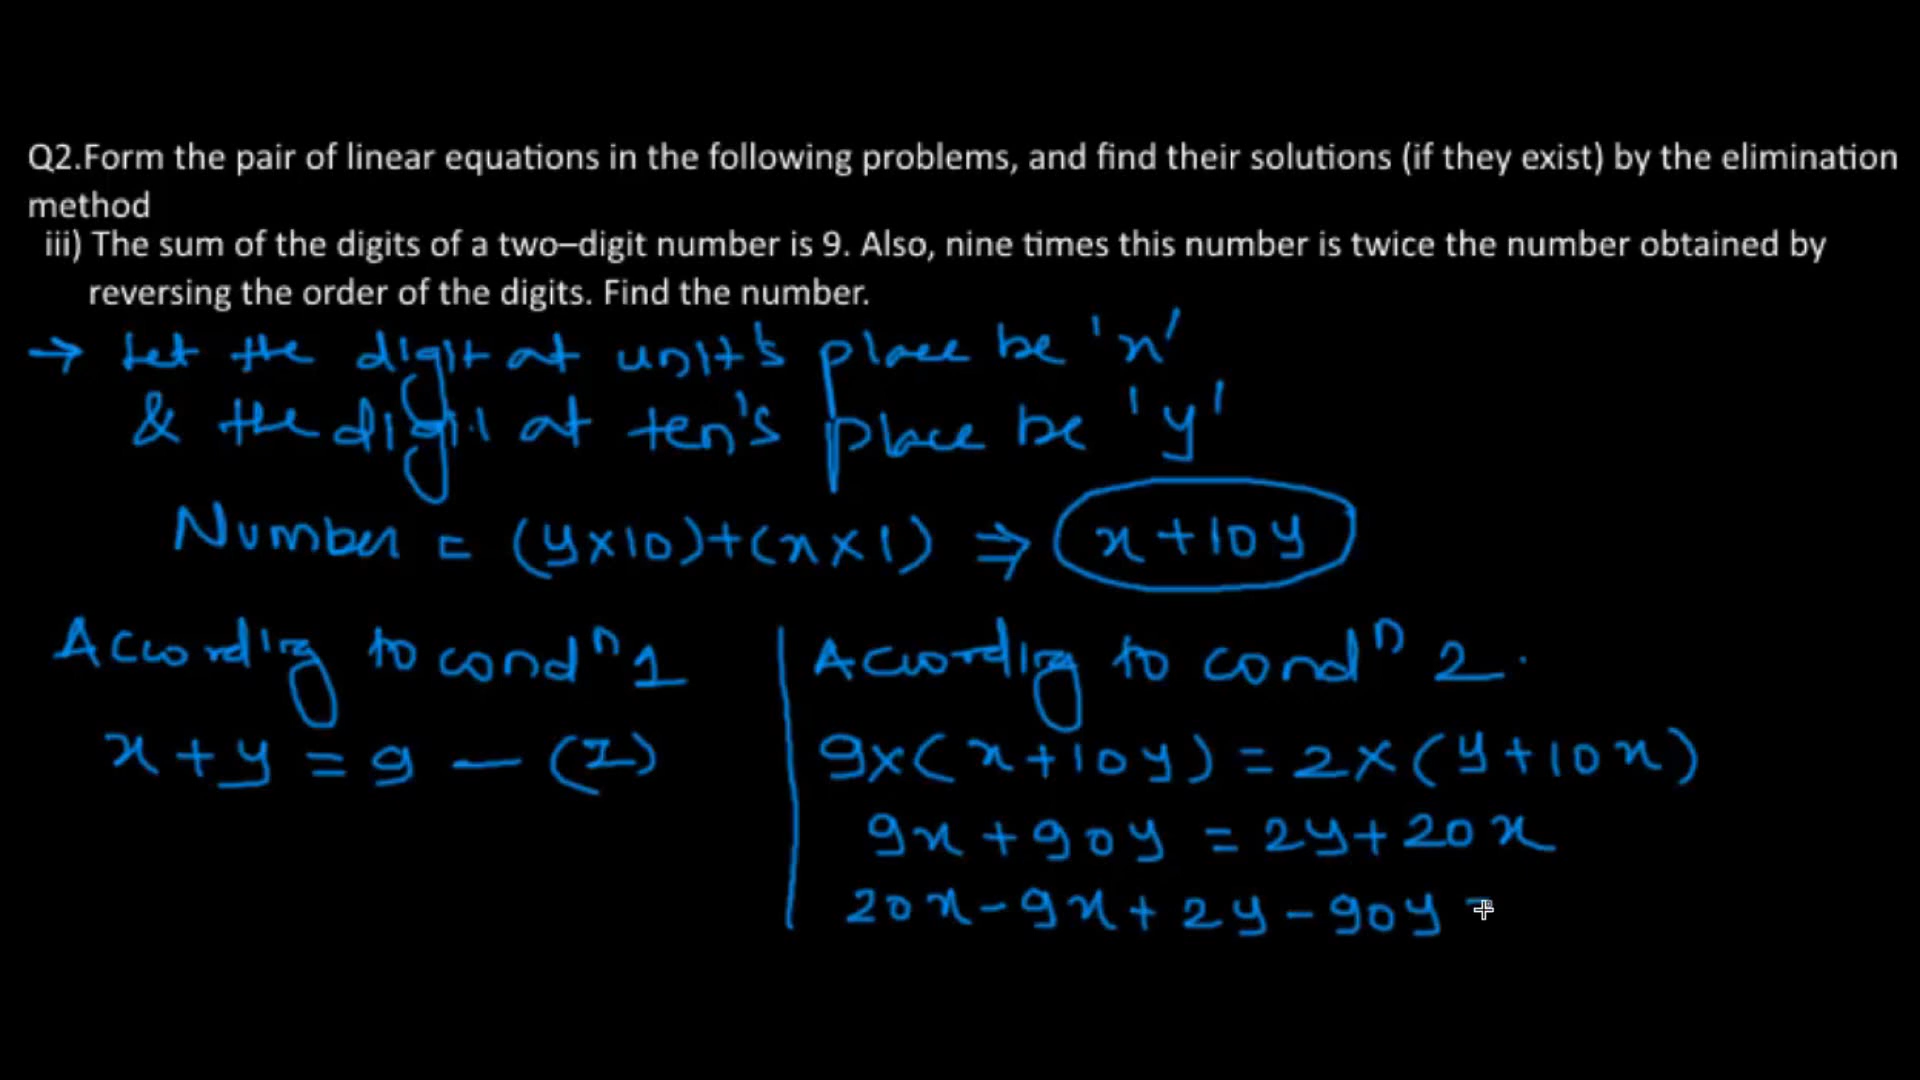 Q2.Form the pair of linear equations in the following problems, and find their solutions (if they exist) by the elimination
method
iii) The sum of the digits of a two–digit number is 9. Also, nine times this number is twice the number obtained by
reversing the order of the digits. Find the number.
→ Let the digit at unit's place be 'x'
& the digit at ten's place be 'y'
Number = (y×10)+(x×1) ⇒ x+10y
According to condⁿ 1
x+y=9 — (I)
According to condⁿ 2.
9×(x+10y)=2×(y+10x)
9x+90y = 2y+20x
20x-9x+2y-90y =